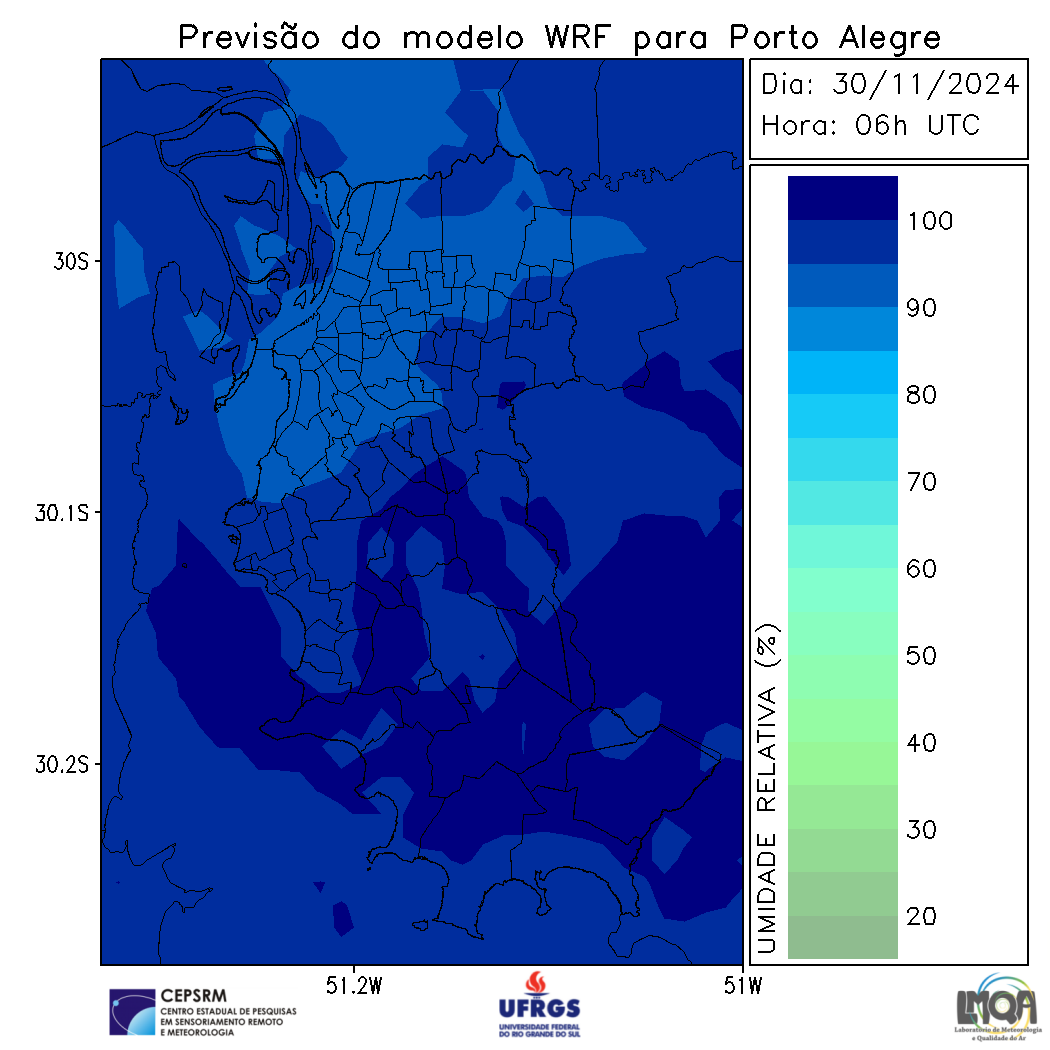 Previsão do modelo WRF para Porto Alegre
Dia: 30/11/2024
Hora: 06h UTC
100
90
80
70
60
50
40
30
20
UMIDADE RELATIVA (%)
30S
30.1S
30.2S
51.2W
51W
CEPSRM
CENTRO ESTADUAL DE PESQUISAS
EM SENSORIAMENTO REMOTO
E METEOROLOGIA
UFRGS
UNIVERSIDADE FEDERAL
DO RIO GRANDE DO SUL
LMQA
Laboratório de Meteorologia
e Qualidade do Ar